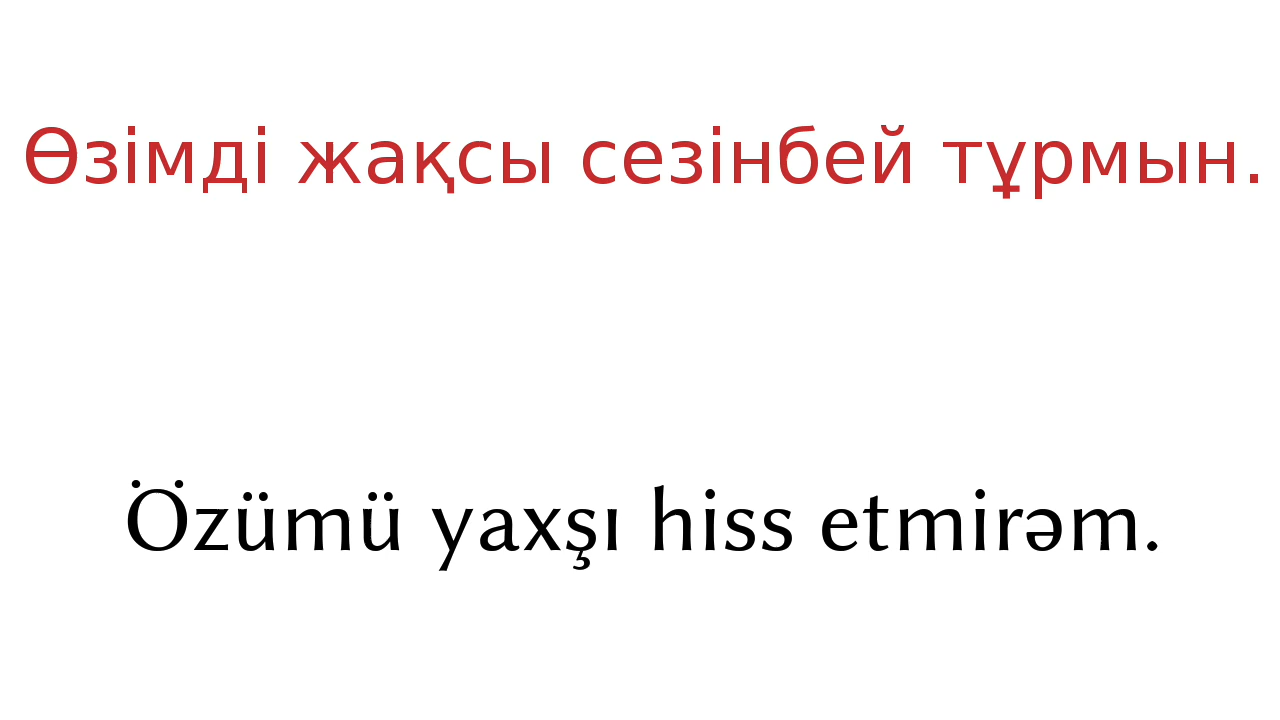 Өзімді жақсы сезінбей тұрмын.
Özümü yaxşı hiss etmirəm.